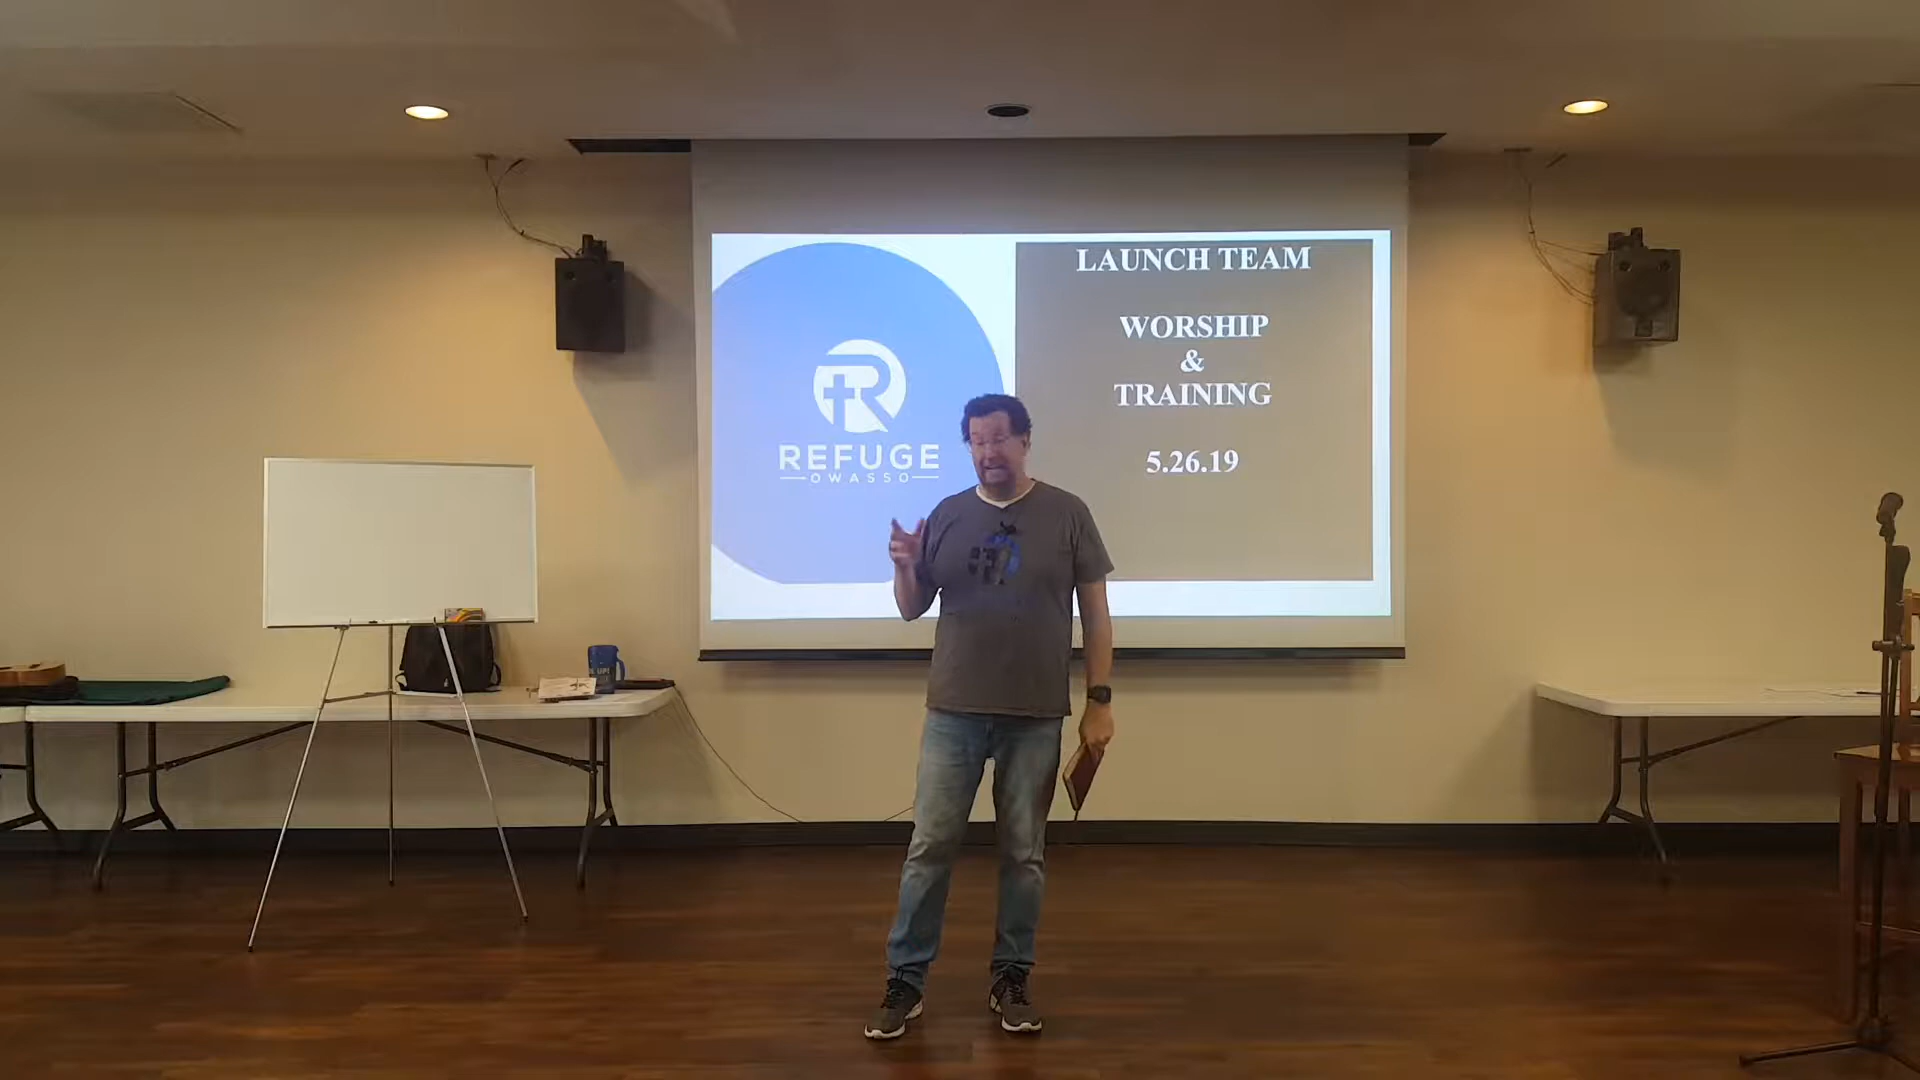 REFUGE
OWASSO
LAUNCH TEAM
WORSHIP
&
TRAINING
5.26.19